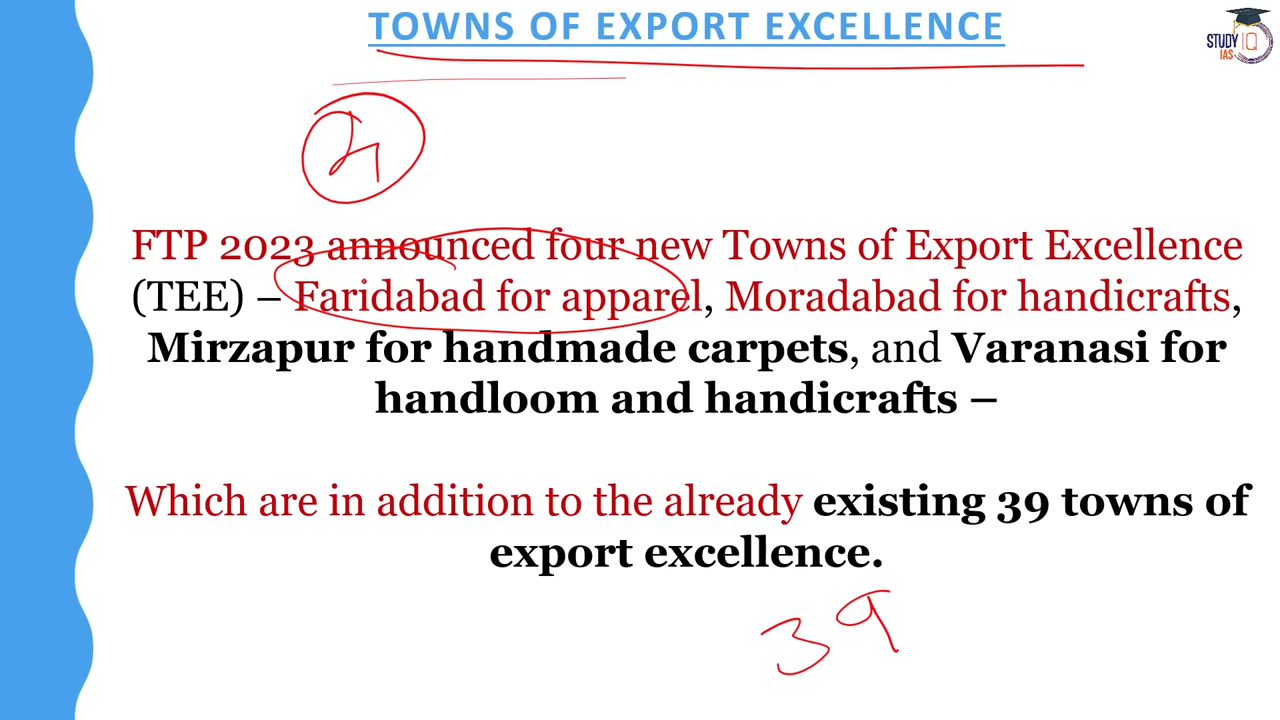 TOWNS OF EXPORT EXCELLENCE
STUDY IQ
IAS
4
FTP 2023 announced four new Towns of Export Excellence
(TEE) – Faridabad for apparel, Moradabad for handicrafts,
Mirzapur for handmade carpets, and Varanasi for
handloom and handicrafts –
Which are in addition to the already existing 39 towns of
export excellence.
39